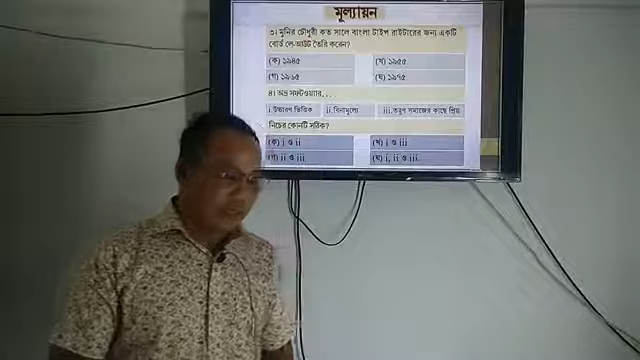 মূল্যায়ন
৩। মুনির চৌধুরী কত সালে বাংলা টাইপ রাইটারের জন্য একটি
বোর্ড লে-আউট তৈরি করেন?
(ক) ১৯৪৫ (খ) ১৯৫৫
(গ) ১৯৬৫ (ঘ) ১৯৭৫
৪। অভ্র সফটওয়্যার...
i.উচ্চারণ ভিত্তিক ii.বিনামূল্যে iii.তরুণ সমাজের কাছে প্রিয়
নিচের কোনটি সঠিক?
(ক) i ও ii (খ) i ও iii
(গ) ii ও iii (ঘ) i, ii ও iii